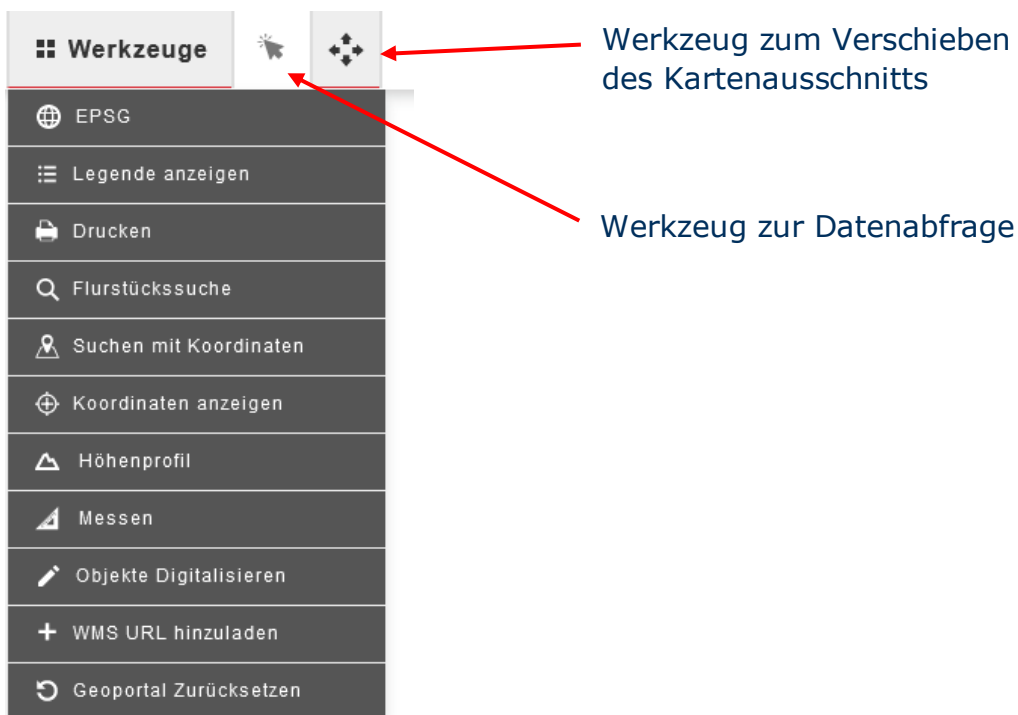 Werkzeuge
Werkzeug zum Verschieben
des Kartenausschnitts
EPSG
Legende anzeigen
Drucken
Werkzeug zur Datenabfrage
Flurstückssuche
Suchen mit Koordinaten
Koordinaten anzeigen
Höhenprofil
Messen
Objekte Digitalisieren
WMS URL hinzuladen
Geoportal Zurücksetzen